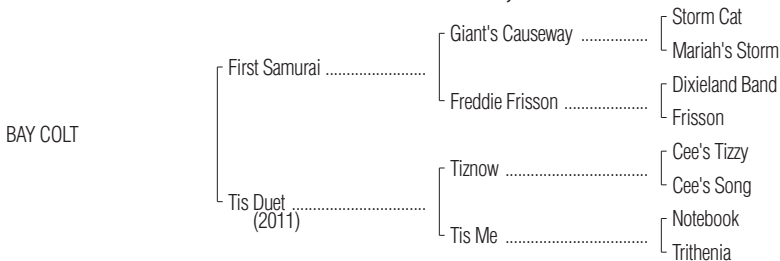 Storm Cat
Giant's Causeway ................
Mariah's Storm
First Samurai ........................
Dixieland Band
Freddie Frisson ....................
Frisson
BAY COLT
Cee's Tizzy
Tiznow ..................................
Cee's Song
Tis Duet ................................
(2011)
Notebook
Tis Me ..................................
Trithenia